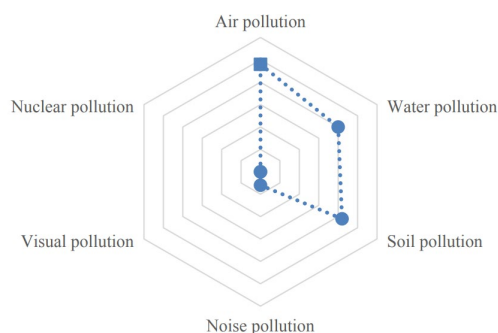 Air pollution
Nuclear pollution
Water pollution
Visual pollution
Soil pollution
Noise pollution